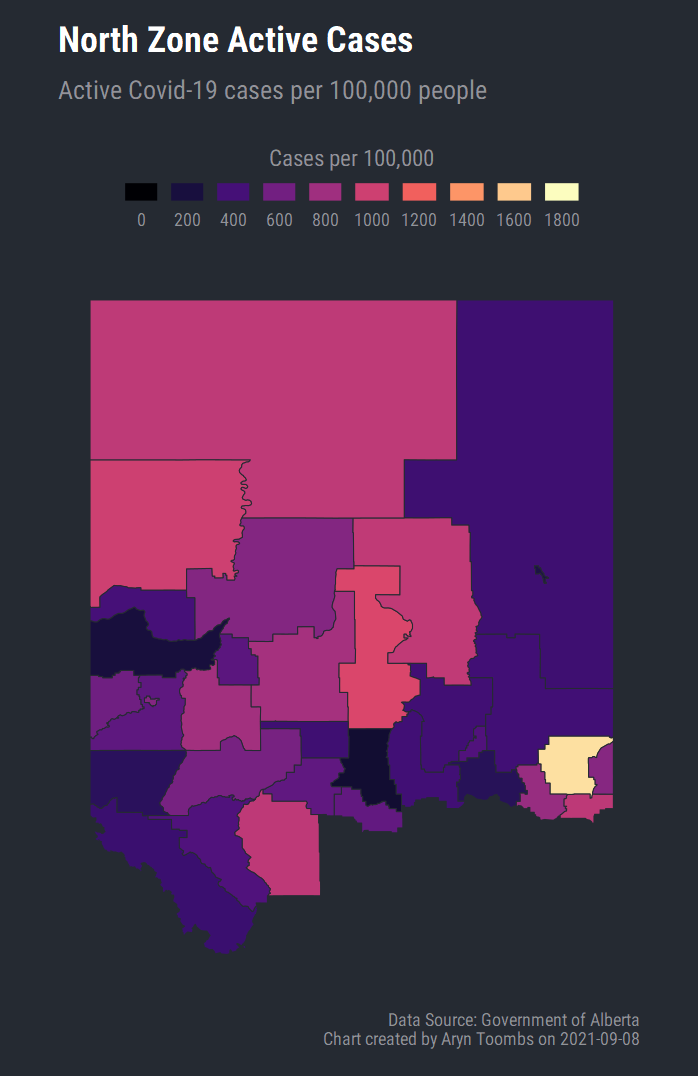 North Zone Active Cases
Active Covid-19 cases per 100,000 people
Cases per 100,000
0 200 400 600 800 1000 1200 1400 1600 1800
Data Source: Government of Alberta
Chart created by Aryn Toombs on 2021-09-08